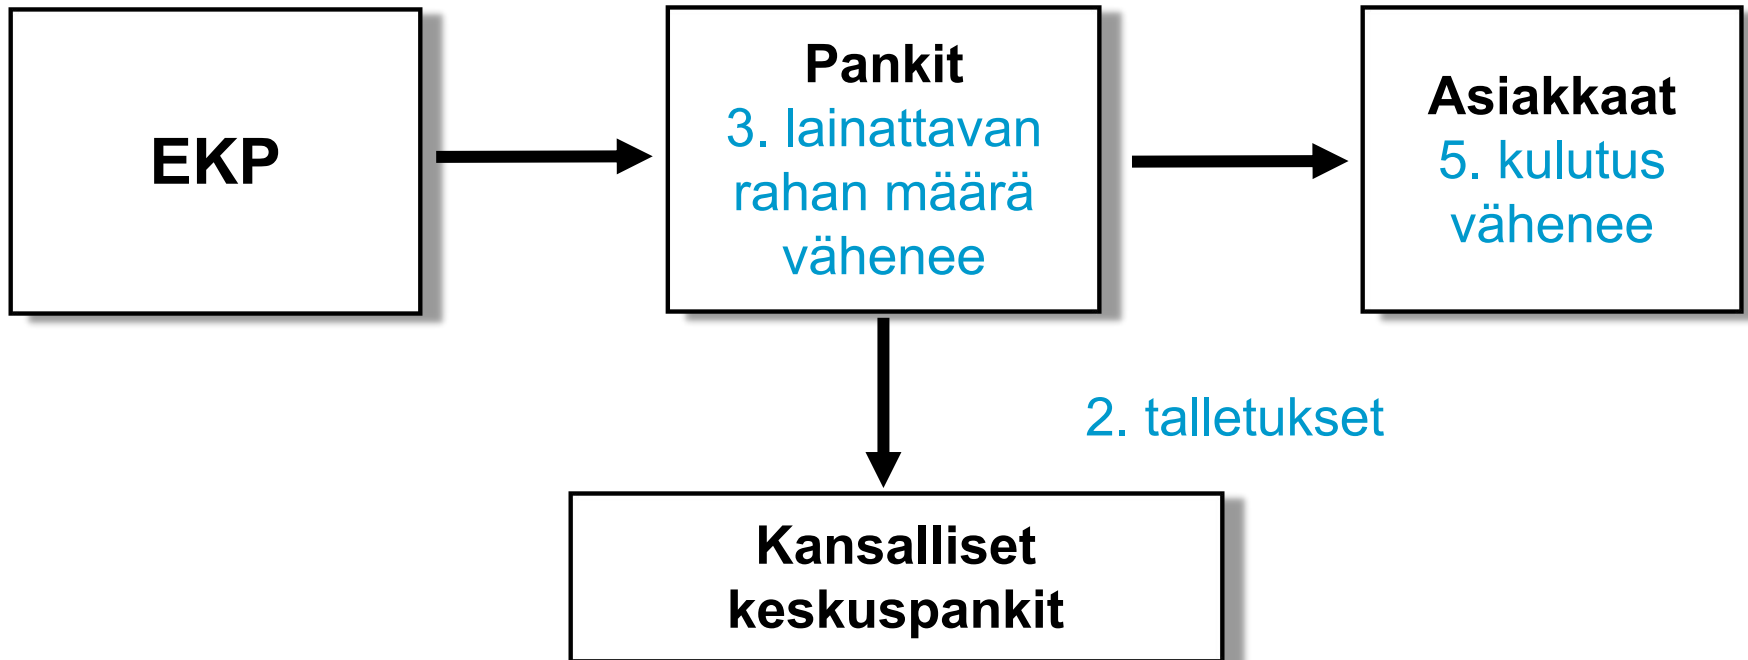 EKP
Pankit
3. lainattavan
rahan määrä
vähenee
Asiakkaat
5. kulutus
vähenee
2. talletukset
Kansalliset
keskuspankit